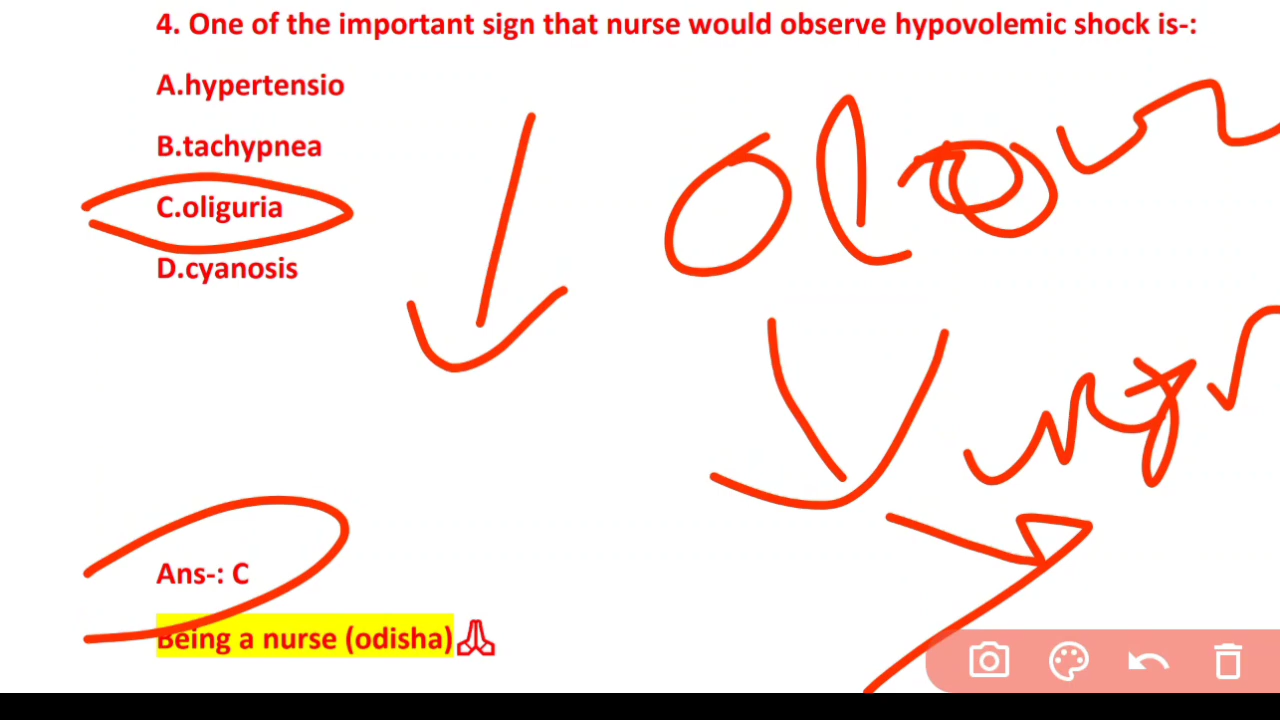 4. One of the important sign that nurse would observe hypovolemic shock is-:
A.hypertensio
B.tachypnea
C.oliguria
D.cyanosis
Ans-: C
Being a nurse (odisha)🙏